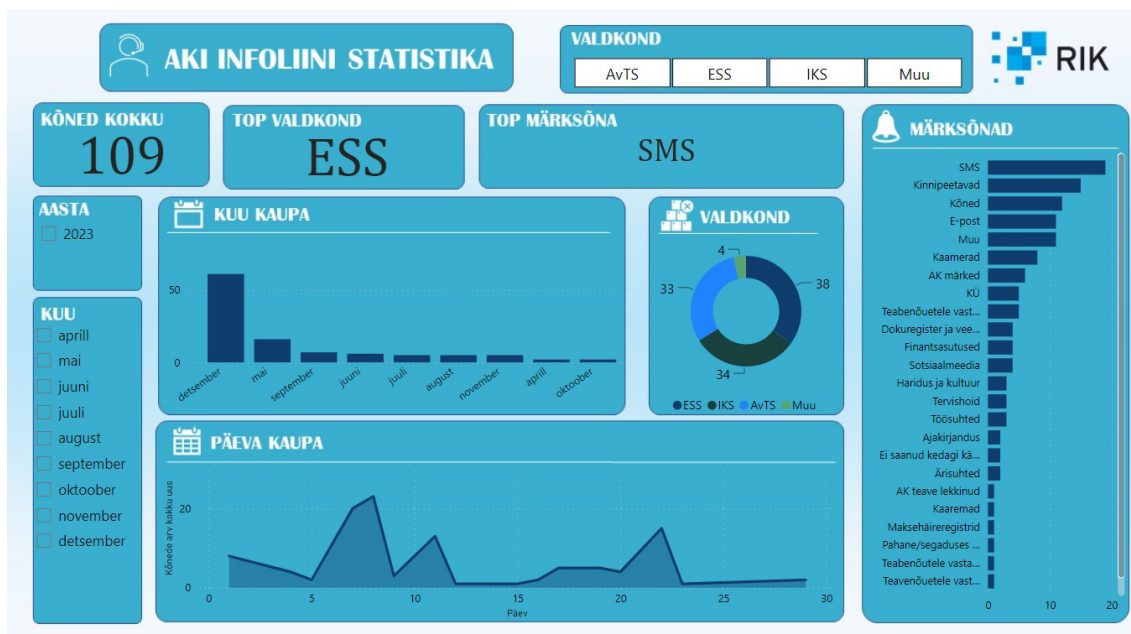 AKI INFOLIINI STATISTIKA
VALDKOND
AvTS
ESS
IKS
Muu
RIK
KÕNED KOKKU
109
TOP VALDKOND
ESS
TOP MÄRKSÕNA
SMS
AASTA
2023
KUU
aprill
mai
juuni
juuli
august
september
oktoober
november
detsember
KUU KAUPA
50
0
detsember
mai
september
juuni
juuli
august
november
aprill
oktoober
VALDKOND
4
38
33
34
ESS IKS AvTS Muu
PÄEVA KAUPA
Kõnede arv kokku uus
20
0
0 5 10 15 20 25 30
Päev
MÄRKSÕNAD
SMS
Kinnipeetavad
Kõned
E-post
Muu
Kaamerad
AK märked
KÜ
Teabenõuetele vast...
Dokuregister ja vee...
Finantsasutused
Sotsiaalmeedia
Haridus ja kultuur
Tervishoid
Töösuhted
Ajakirjandus
Ei saanud kedagi kä...
Ärisuhted
AK teave lekkinud
Kaaremad
Maksehäireregistrid
Pahane/segaduses ...
Teabenõutele vasta...
Teavenõuetele vast...
0 10 20